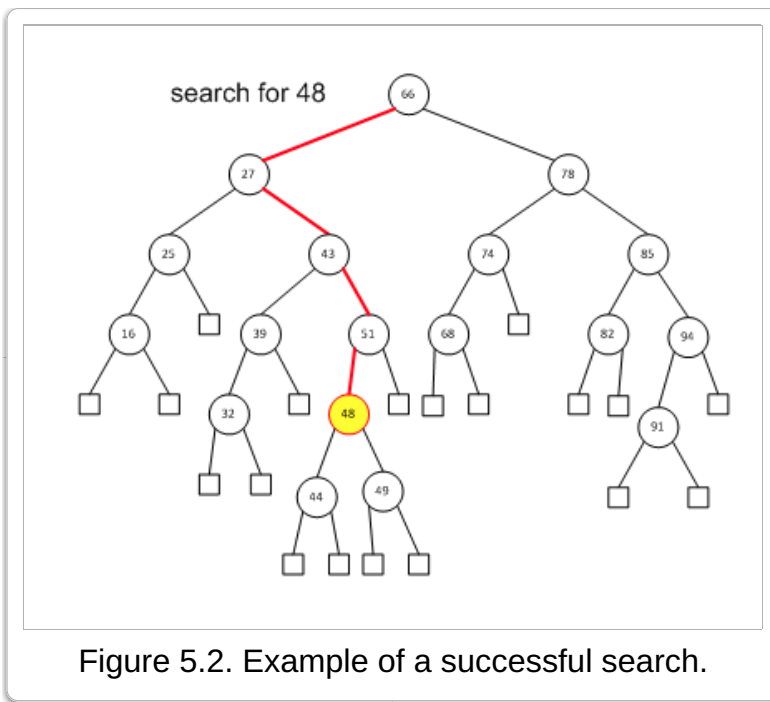 search for 48
66
27 78
25 43 74 85
16 39 51 68 82 94
32 48 91
44 49
Figure 5.2. Example of a successful search.